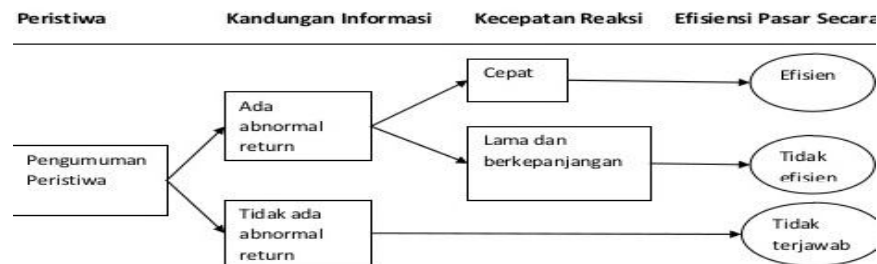 Peristiwa Kandungan Informasi Kecepatan Reaksi Efisiensi Pasar Secara
Cepat
Efisien
Ada
abnormal
return
Lama dan
berkepanjangan
Pengumuman
Peristiwa
Tidak
efisien
Tidak ada
abnormal
return
Tidak
terjawab